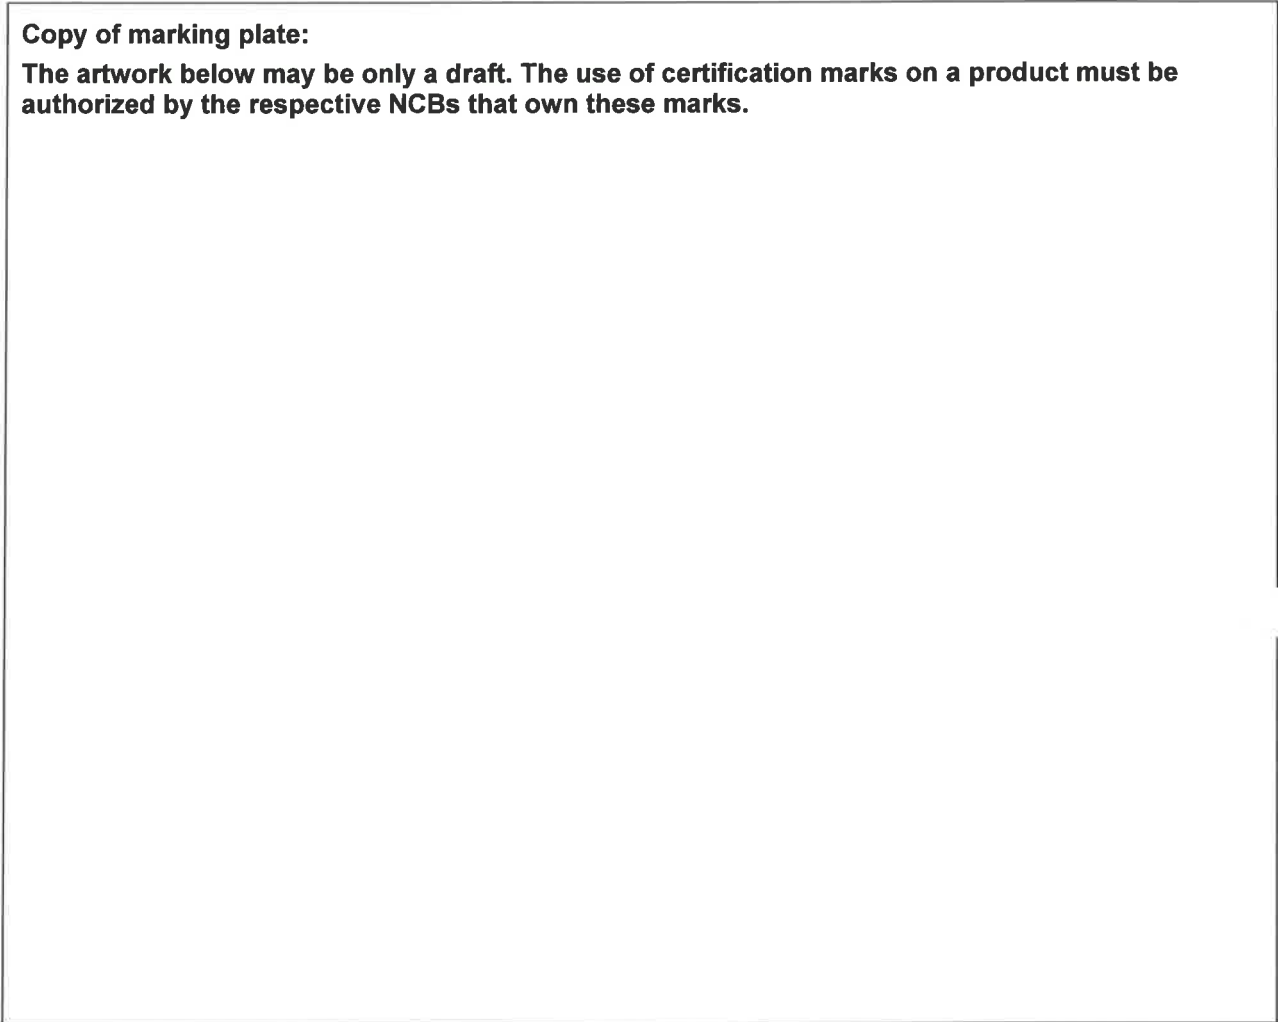 Copy of marking plate:
The artwork below may be only a draft. The use of certification marks on a product must be
authorized by the respective NCBs that own these marks.